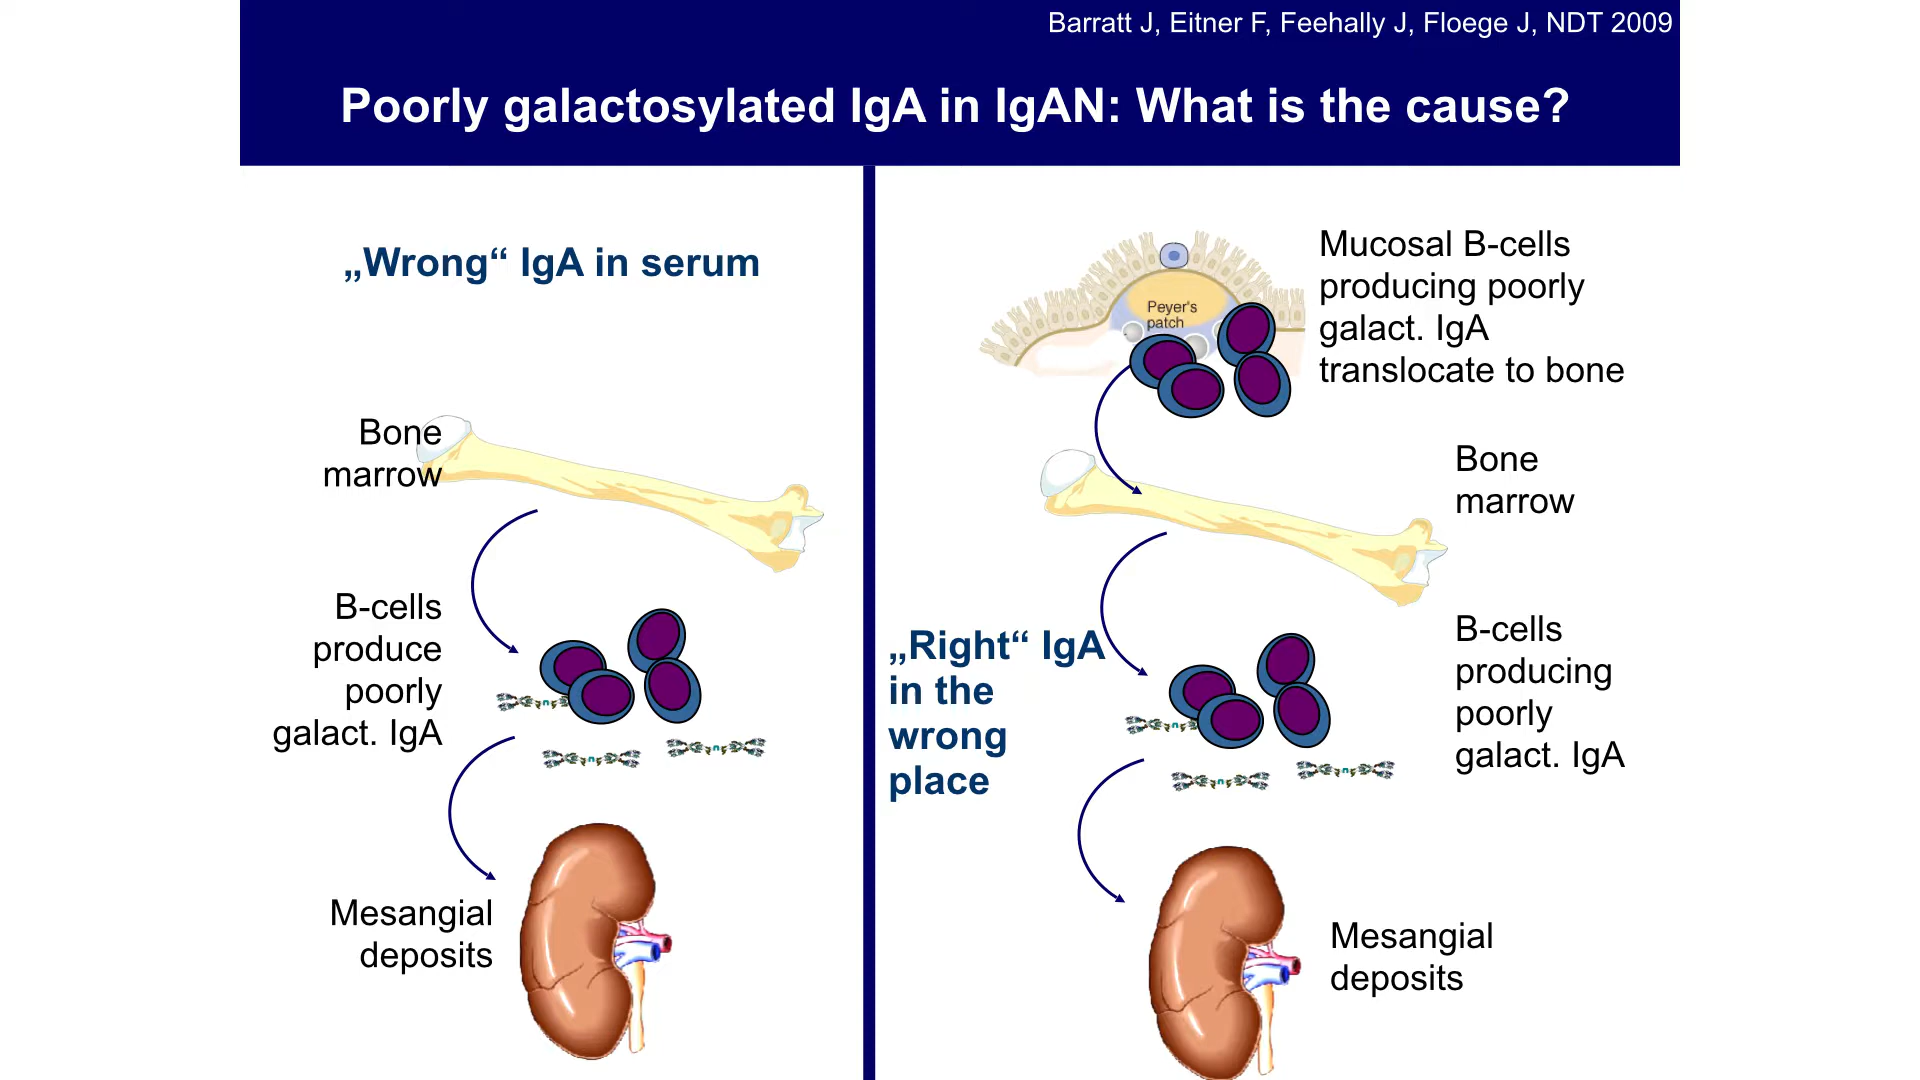 Barratt J, Eitner F, Feehally J, Floege J, NDT 2009
Poorly galactosylated IgA in IgAN: What is the cause?
„Wrong“ IgA in serum
Bone
marrow
B-cells
produce
poorly
galact. IgA
Mesangial
deposits
Mucosal B-cells
producing poorly
galact. IgA
translocate to bone
Peyer's
patch
Bone
marrow
„Right“ IgA
in the
wrong
place
B-cells
producing
poorly
galact. IgA
Mesangial
deposits